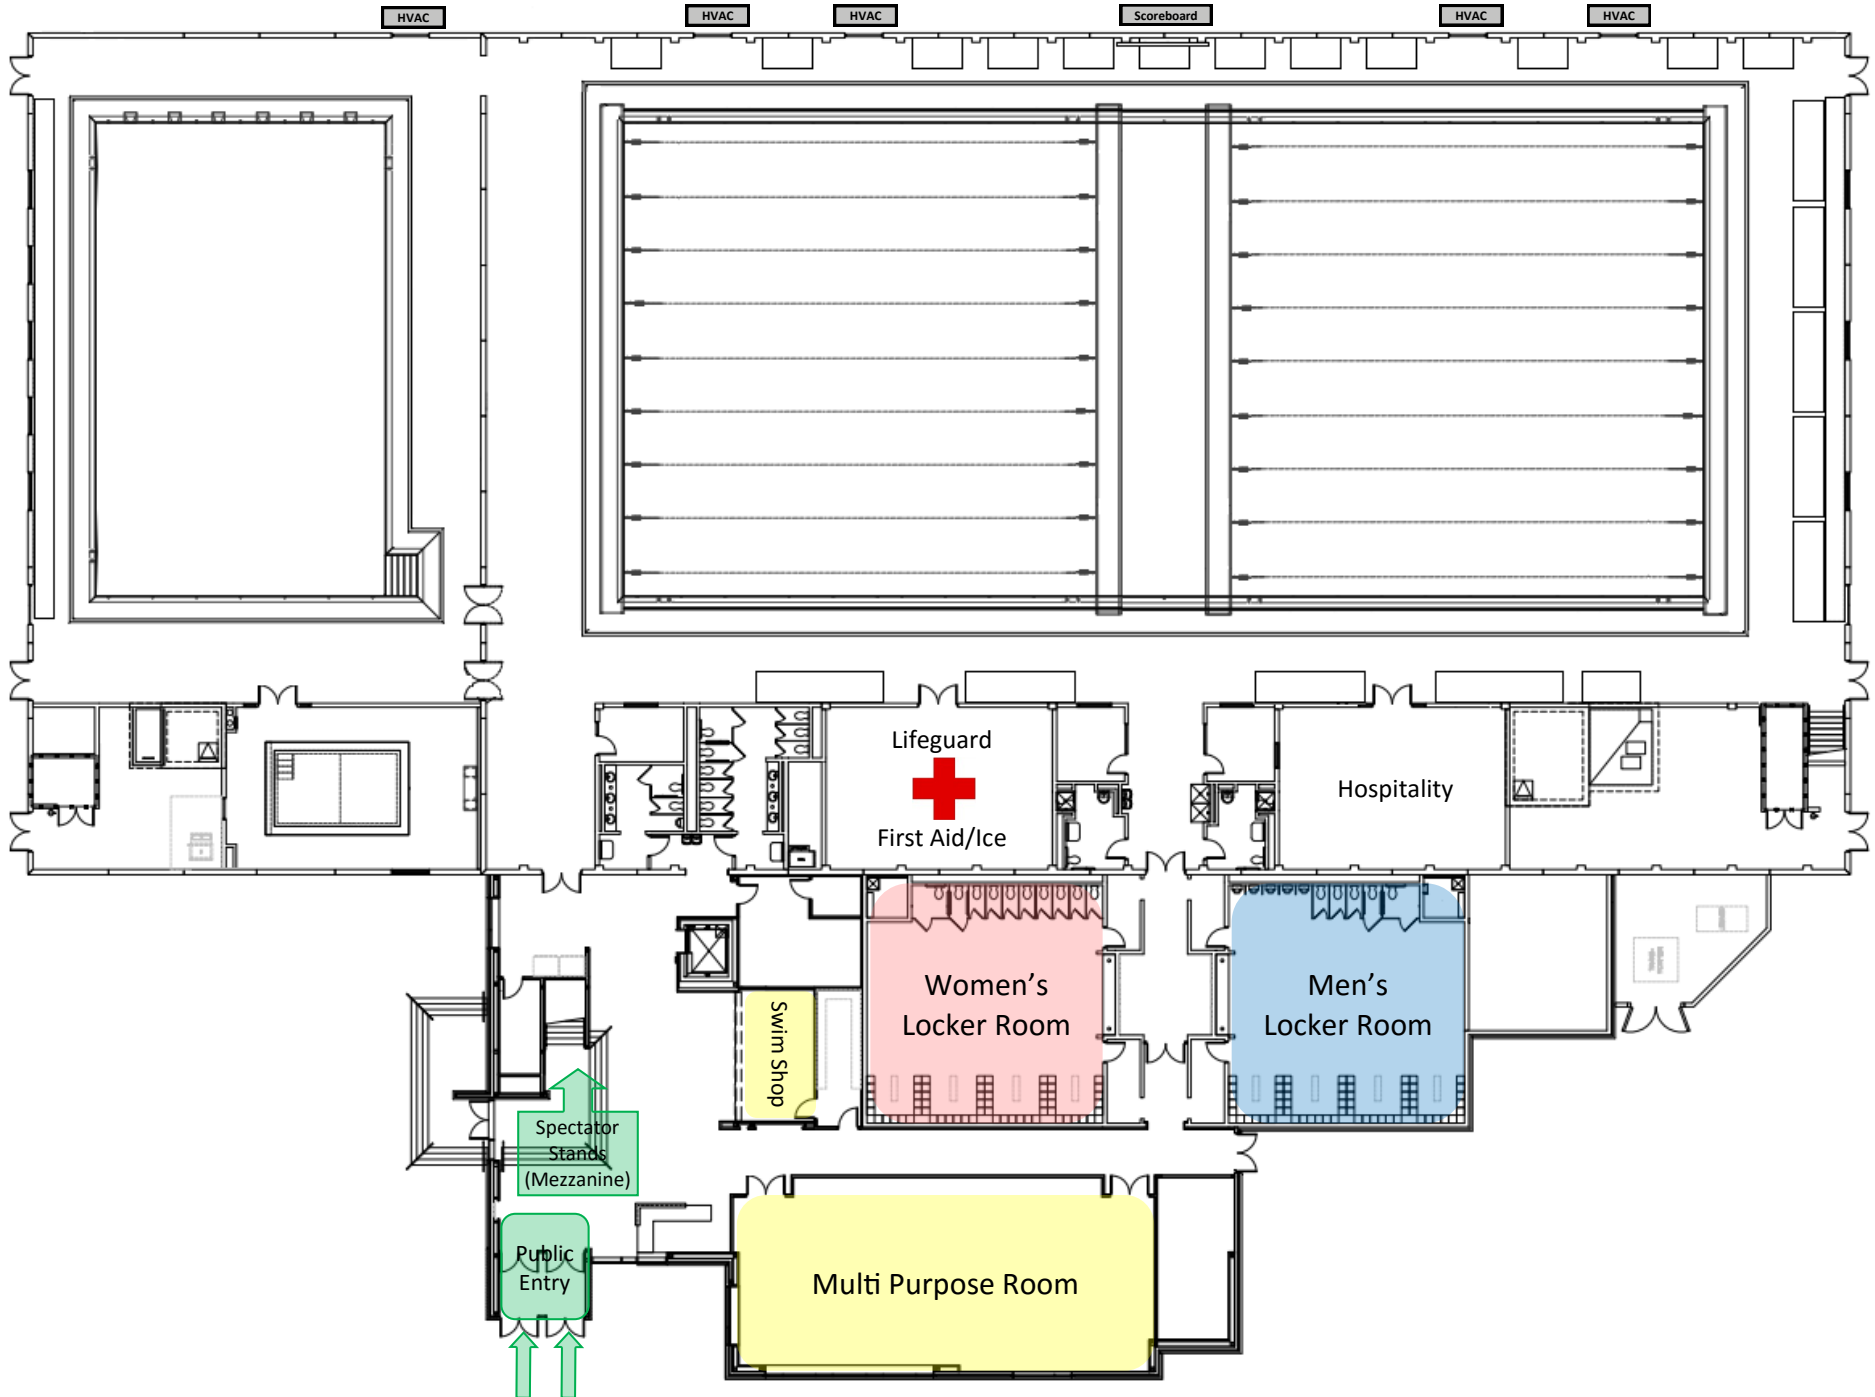 HVAC
HVAC
HVAC
Scoreboard
HVAC
HVAC
Lifeguard
First Aid/Ice
Hospitality
Women's
Locker Room
Men's
Locker Room
Swim Shop
Spectator
Stands
(Mezzanine)
Public
Entry
Multi Purpose Room